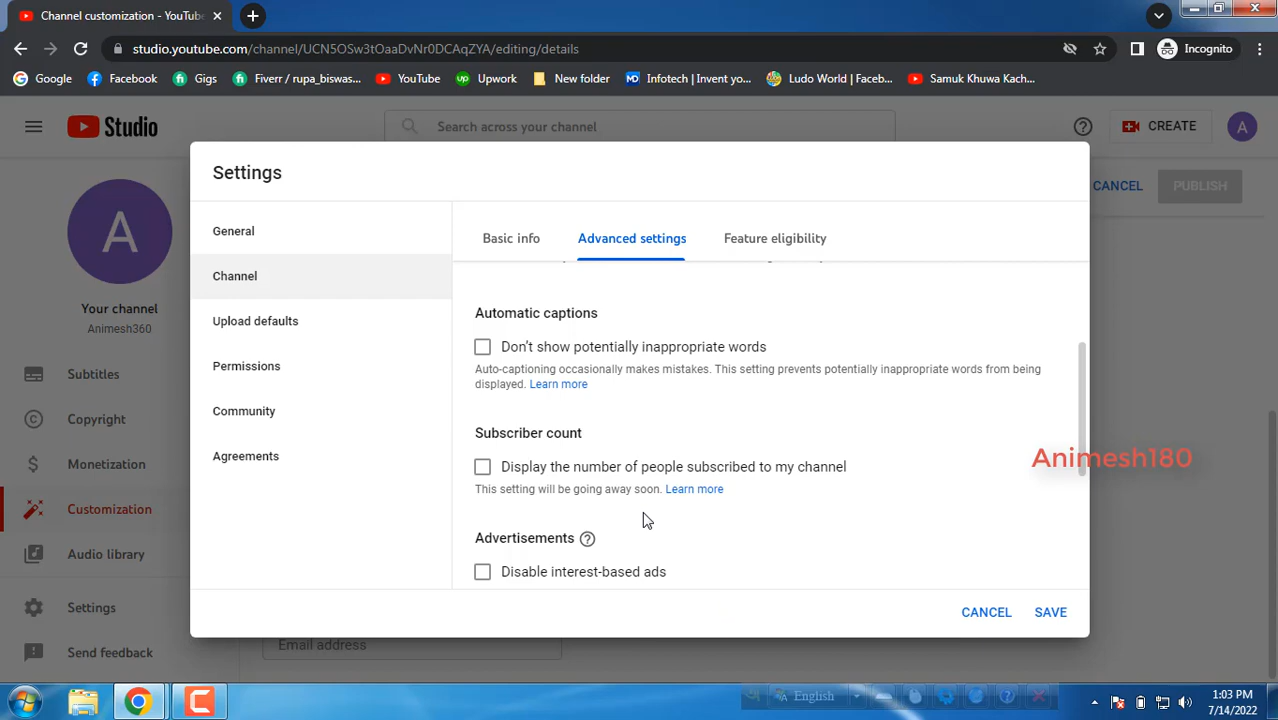 Channel customization - YouTube
studio.youtube.com/channel/UCN5OSw3tOaaDvNr0DCAqZYA/editing/details
Incognito
Google
Facebook
Gigs
Fiverr / rupa_biswas...
YouTube
Upwork
New folder
Infotech | Invent yo...
Ludo World | Faceb...
Samuk Khuwa Kach...
Studio
Search across your channel
CREATE
A
CANCEL
PUBLISH
A
Your channel
Animesh360
Subtitles
Copyright
Monetization
Customization
Audio library
Settings
Send feedback
Settings
General
Channel
Upload defaults
Permissions
Community
Agreements
Basic info
Advanced settings
Feature eligibility
Automatic captions
Don't show potentially inappropriate words
Auto-captioning occasionally makes mistakes. This setting prevents potentially inappropriate words from being
displayed. Learn more
Subscriber count
Display the number of people subscribed to my channel
This setting will be going away soon. Learn more
Advertisements
Disable interest-based ads
CANCEL
SAVE
Animesh180
Email address
English
1:03 PM
7/14/2022